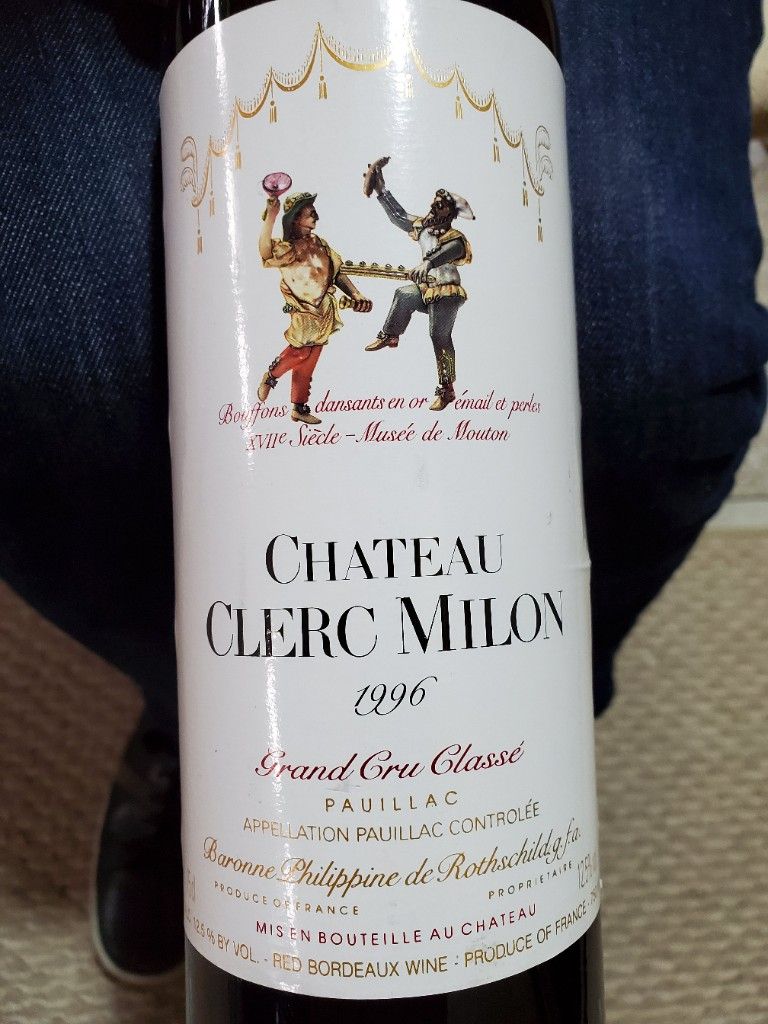 Bouffons dansants en or émail et perles
XVIIe Siècle - Musée de Mouton
CHATEAU
CLERC MILON
1996
Grand Cru Classé
PAUILLAC
APPELLATION PAUILLAC CONTROLÉE
Baronne Philippine de Rothschild g.f.a.
PRODUCE OF FRANCE
PROPRIETAIRE
MIS EN BOUTEILLE AU CHATEAU
12.5% BY VOL. - RED BORDEAUX WINE - PRODUCE OF FRANCE -